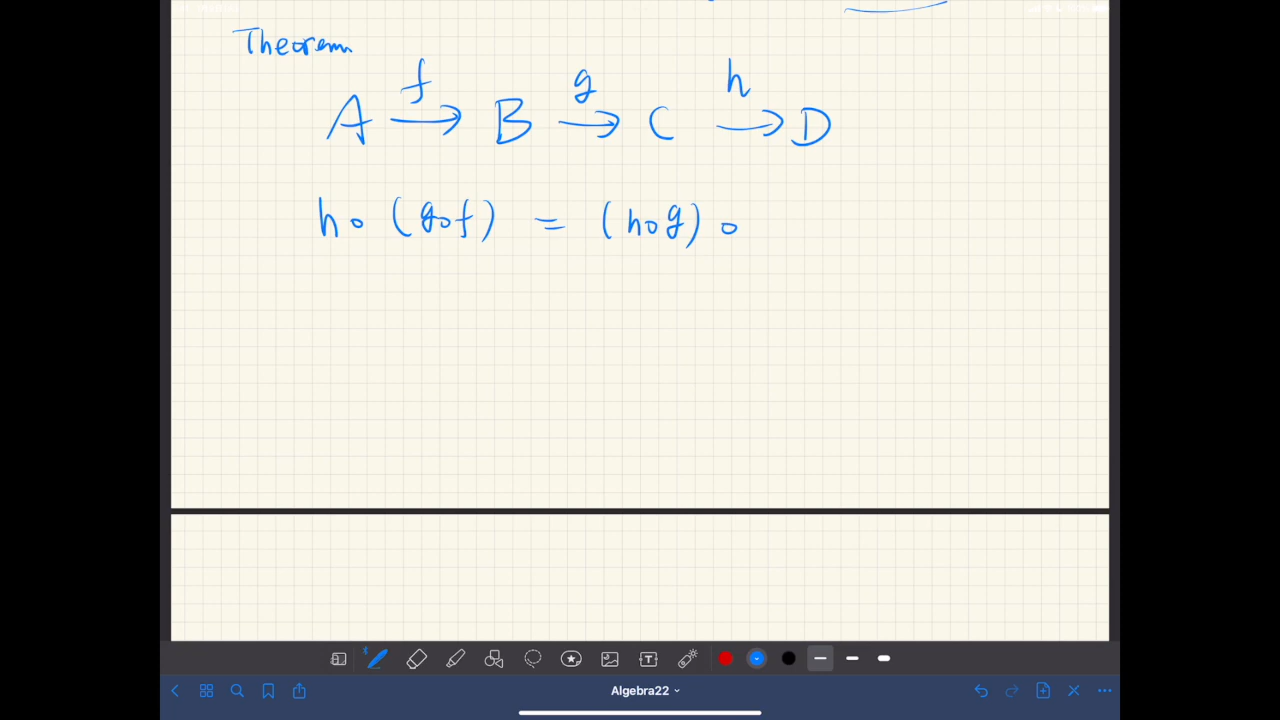 Theorem
f g h
A → B → C → D
h∘(g∘f) = (h∘g)∘
Algebra22